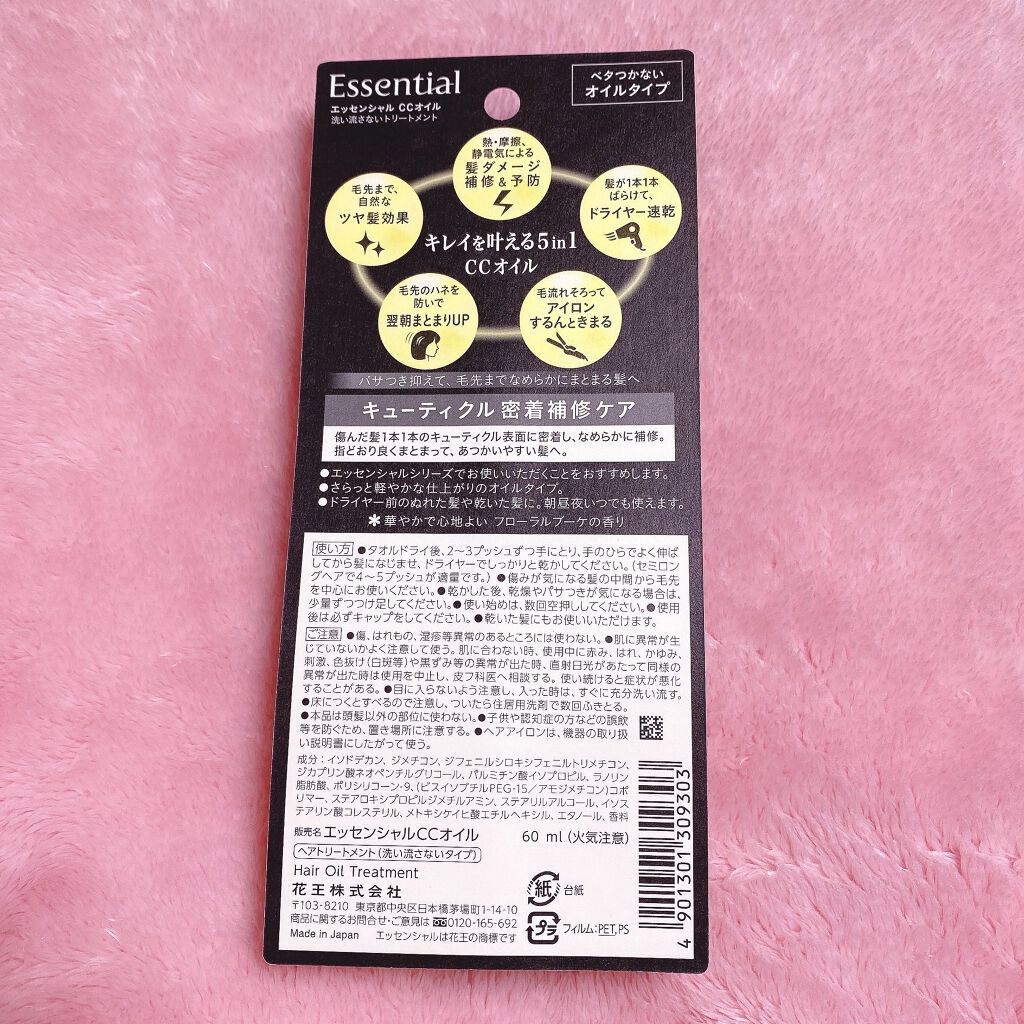 Essential
エッセンシャル CCオイル
洗い流さないトリートメント
ベタつかない
オイルタイプ
熱・摩擦、
静電気による
髪ダメージ
補修&予防
毛先まで、
自然な
ツヤ髪効果
髪が1本1本
ばらけて、
ドライヤー速乾
キレイを叶える5in1
CCオイル
毛先のハネを
防いで
翌朝まとまりUP
毛流れそろって
アイロン
するんときまる
パサつき抑えて、毛先までなめらかにまとまる髪へ
キューティクル 密着補修ケア
傷んだ髪1本1本のキューティクル表面に密着し、なめらかに補修。
指どおり良くまとまって、あつかいやすい髪へ。
●エッセンシャルシリーズでお使いいただくことをおすすめします。
●さらっと軽やかな仕上がりのオイルタイプ。
●ドライヤー前のぬれた髪や乾いた髪に。朝昼夜いつでも使えます。
＊華やかで心地よい フローラルブーケの香り
使い方 ●タオルドライ後、2～3プッシュずつ手にとり、手のひらでよく伸ば
してから髪になじませ、ドライヤーでしっかりと乾かしてください。(セミロン
グヘアで4～5プッシュが適量です。) ●傷みが気になる髪の中間から毛先
を中心にお使いください。●乾かした後、乾燥やパサつきが気になる場合は、
少量ずつつけ足してください。●使い始めは、数回空押ししてください。●使用
後は必ずキャップをしてください。●乾いた髪にもお使いいただけます。
ご注意 ●傷、はれもの、湿疹等異常のあるところには使わない。●肌に異常が生
じていないかよく注意して使う。肌に合わない時、使用中に赤み、はれ、かゆみ、
刺激、色抜け(白斑等)や黒ずみ等の異常が出た時、直射日光があたって同様の
異常が出た時は使用を中止し、皮フ科医へ相談する。使い続けると症状が悪化
することがある。●目に入らないよう注意し、入った時は、すぐに充分洗い流す。
●床につくとすべるので注意し、ついたら住居用洗剤で数回ふきとる。
●本品は頭髪以外の部位に使わない。●子供や認知症の方などの誤飲
等を防ぐため、置き場所に注意する。●ヘアアイロンは、機器の取り扱
い説明書にしたがって使う。
成分：インドデカン、ジメチコン、ジフェニルシロキシフェニルトリメチコン、
ジカプリン酸ネオペンチルグリコール、パルミチン酸イソプロピル、ラノリン
脂肪酸、ポリシリコーン-9、(ビスイソブチルPEG-15/アモジメチコン)コポ
リマー、ステアロキシプロピルジメチルアミン、ステアリルアルコール、イソス
テアリン酸コレステリル、メトキシケイヒ酸エチルヘキシル、エタノール、香料
販売名 エッセンシャルCCオイル 60 ml (火気注意)
ヘアトリートメント(洗い流さないタイプ)
Hair Oil Treatment
花王株式会社
〒103-8210 東京都中央区日本橋茅場町1-14-10
商品に関するお問合せ・ご意見は 0120-165-692
Made in Japan エッセンシャルは花王の商標です
紙 台紙
プラ フィルム:PET,PS
4 901301 309303